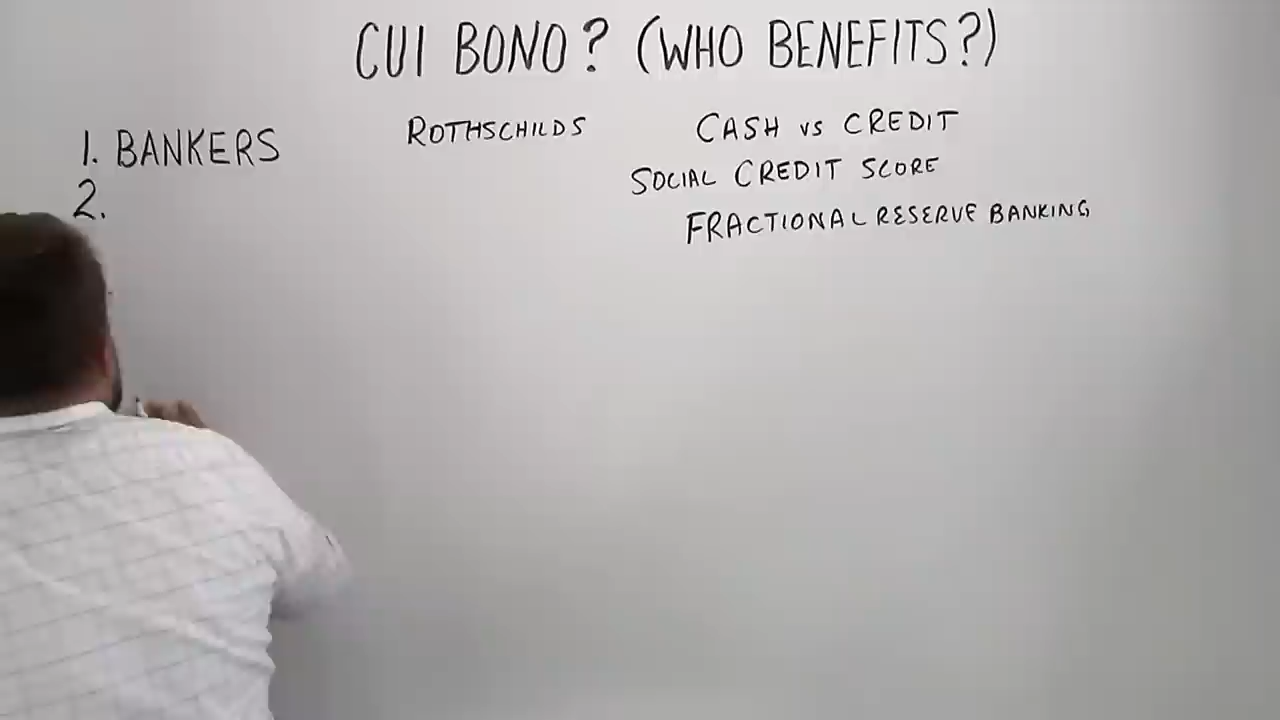 CUI BONO? (WHO BENEFITS?)
1. BANKERS
2.
ROTHSCHILDS
CASH VS CREDIT
SOCIAL CREDIT SCORE
FRACTIONAL RESERVE BANKING